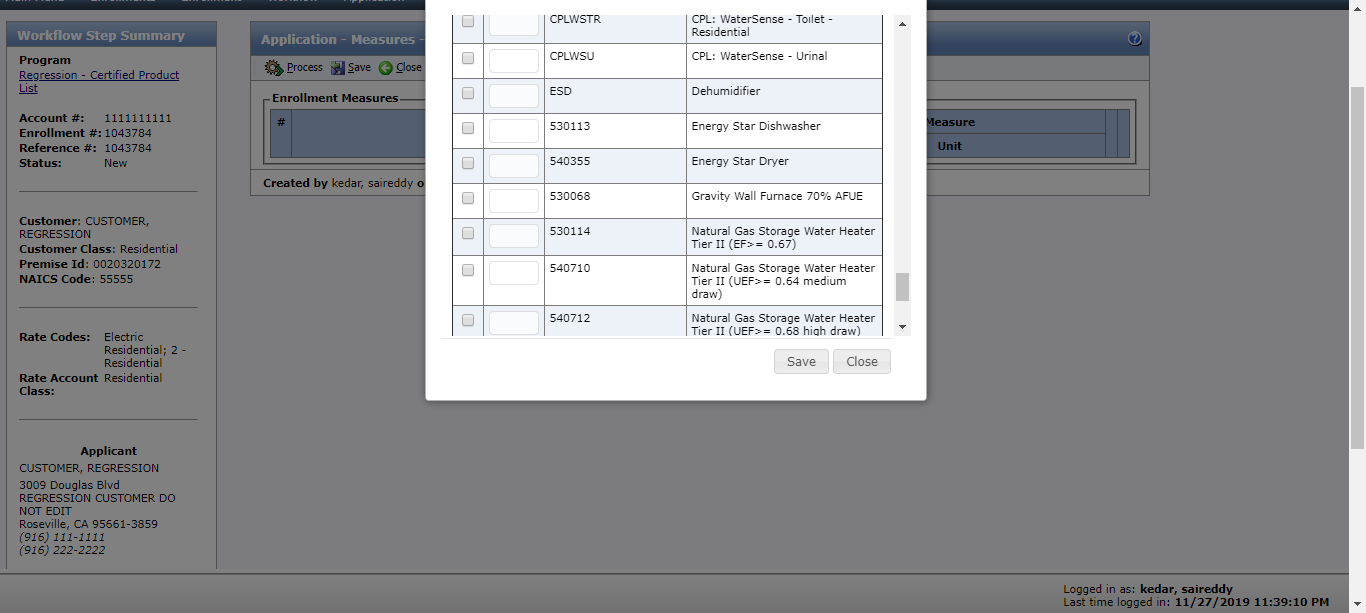 Workflow Step Summary
Program
Regression - Certified Product
List
Account #: 1111111111
Enrollment #: 1043784
Reference #: 1043784
Status: New
Customer: CUSTOMER,
REGRESSION
Customer Class: Residential
Premise Id: 0020320172
NAICS Code: 55555
Rate Codes: Electric
Residential; 2 -
Residential
Rate Account Residential
Class:
Applicant
CUSTOMER, REGRESSION
3009 Douglas Blvd
REGRESSION CUSTOMER DO
NOT EDIT
Roseville, CA 95661-3859
(916) 111-1111
(916) 222-2222
Application - Measures -
Process Save Close
Enrollment Measures
#
Measure
Unit
Created by kedar, saireddy o
CPLWSTR CPL: WaterSense - Toilet -
Residential
CPLWSU CPL: WaterSense - Urinal
ESD Dehumidifier
530113 Energy Star Dishwasher
540355 Energy Star Dryer
530068 Gravity Wall Furnace 70% AFUE
530114 Natural Gas Storage Water Heater
Tier II (EF>= 0.67)
540710 Natural Gas Storage Water Heater
Tier II (UEF>= 0.64 medium
draw)
540712 Natural Gas Storage Water Heater
Tier II (UEF>= 0.68 high draw)
Save Close
Logged in as: kedar, saireddy
Last time logged in: 11/27/2019 11:39:10 PM